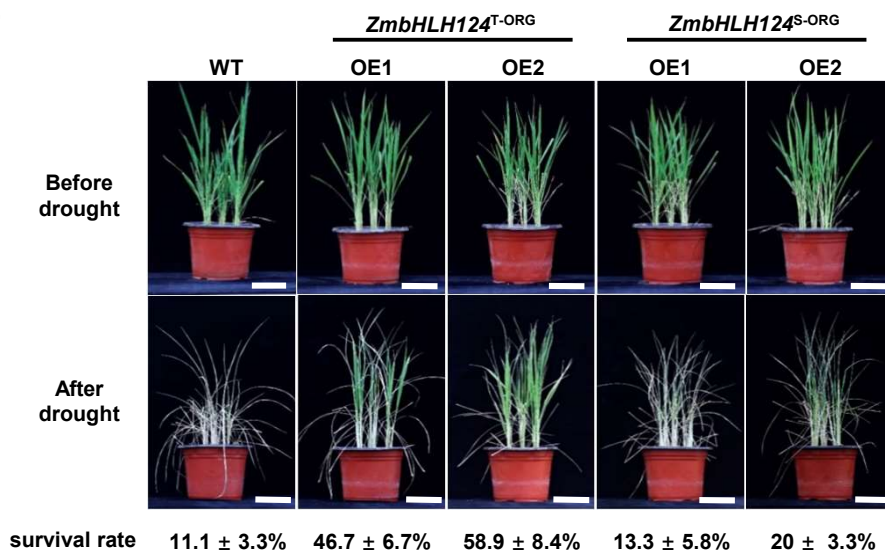 ZmbHLH124T-ORG ZmbHLH124S-ORG
WT OE1 OE2 OE1 OE2
Before
drought
After
drought
survival rate 11.1 ± 3.3% 46.7 ± 6.7% 58.9 ± 8.4% 13.3 ± 5.8% 20 ± 3.3%